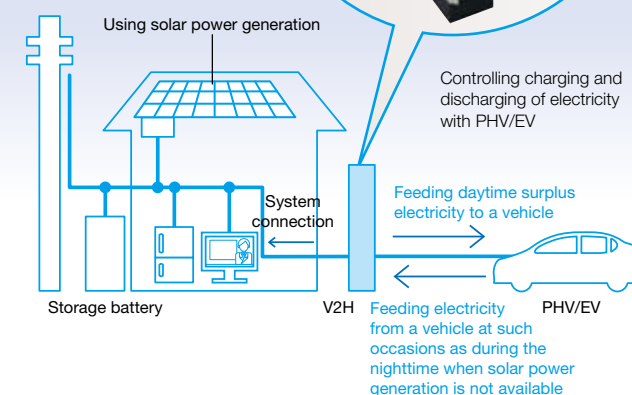 Using solar power generation
Controlling charging and
discharging of electricity
with PHV/EV
System
connection
Feeding daytime surplus
electricity to a vehicle
Storage battery
V2H
Feeding electricity
from a vehicle at such
occasions as during the
nighttime when solar power
generation is not available
PHV/EV